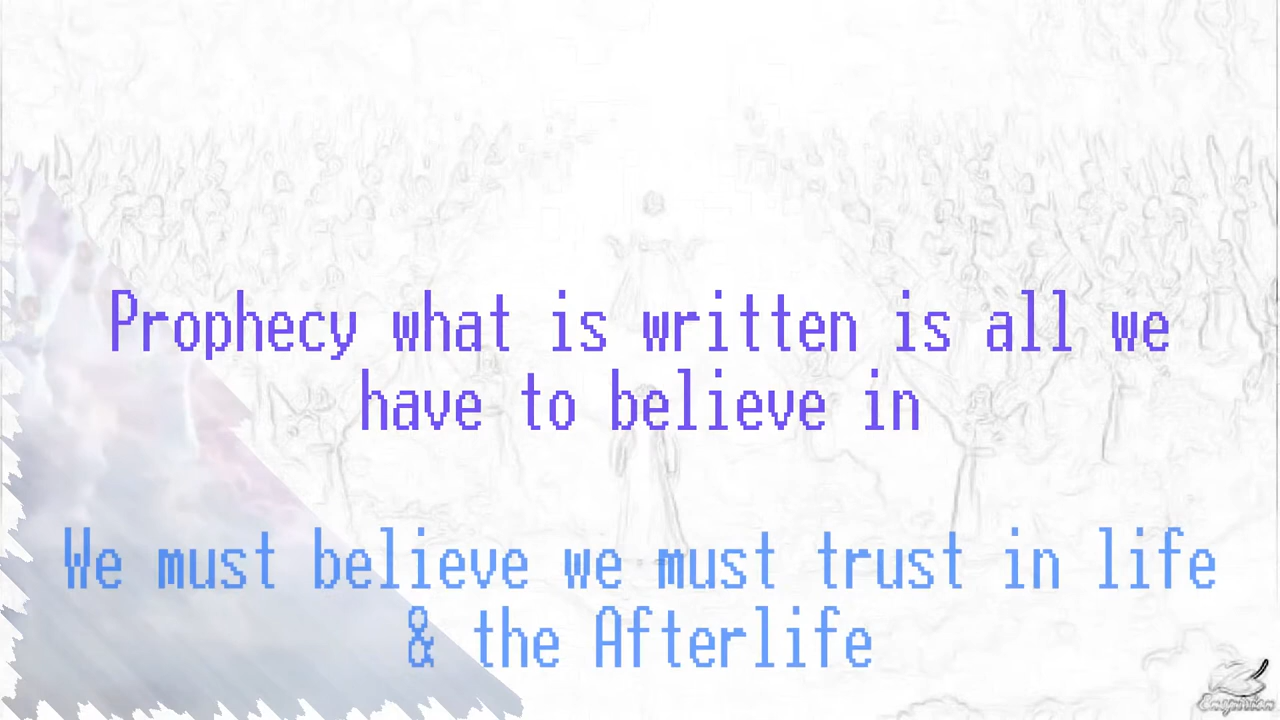 Prophecy what is written is all we
have to believe in
We must believe we must trust in life
& the Afterlife